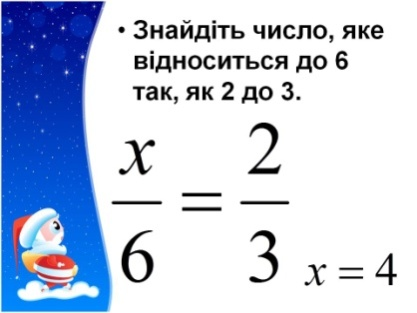 • Знайдіть число, яке
відноситься до 6
так, як 2 до 3.
x/6 = 2/3
x = 4